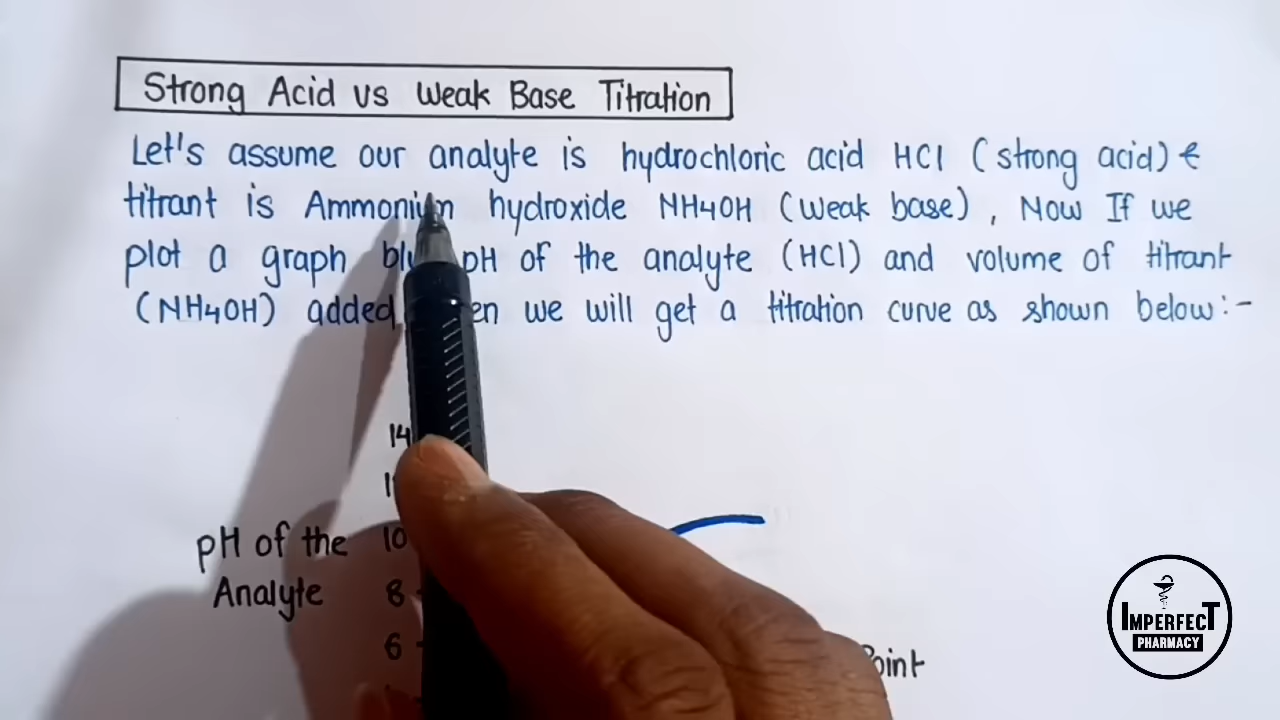 Strong Acid vs Weak Base Titration
Let's assume our analyte is hydrochloric acid HCl (strong acid) &
titrant is Ammonium hydroxide NH4OH (Weak base), Now If we
plot a graph pH of the analyte (HCl) and volume of titrant
(NH4OH) added we will get a titration curve as shown below:-
14
pH of the 10
Analyte 8
6
Point
IMPERFECT
PHARMACY